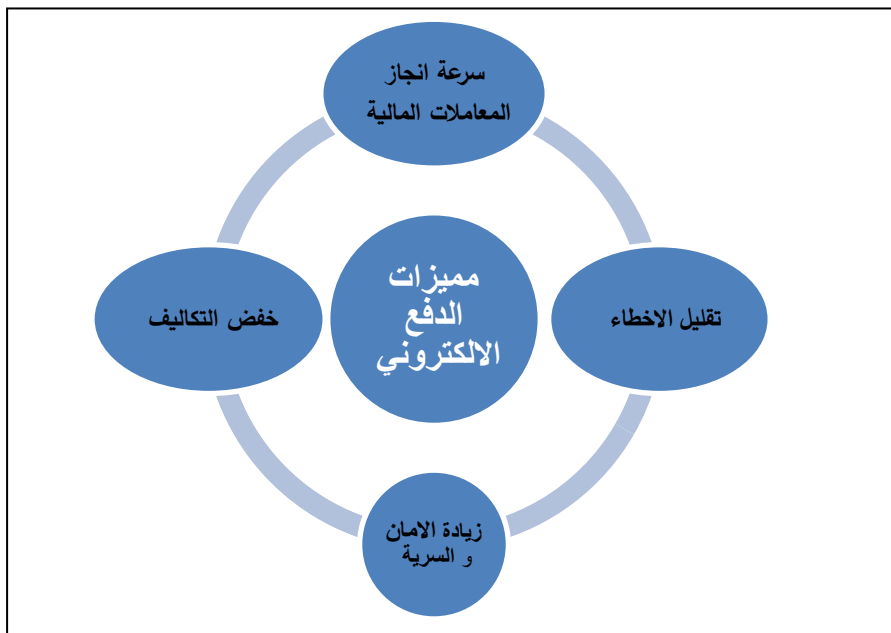 سرعة انجاز
المعاملات المالية
مميزات
الدفع
الالكتروني
تقليل الاخطاء
خفض التكاليف
زيادة الامان
و السرية